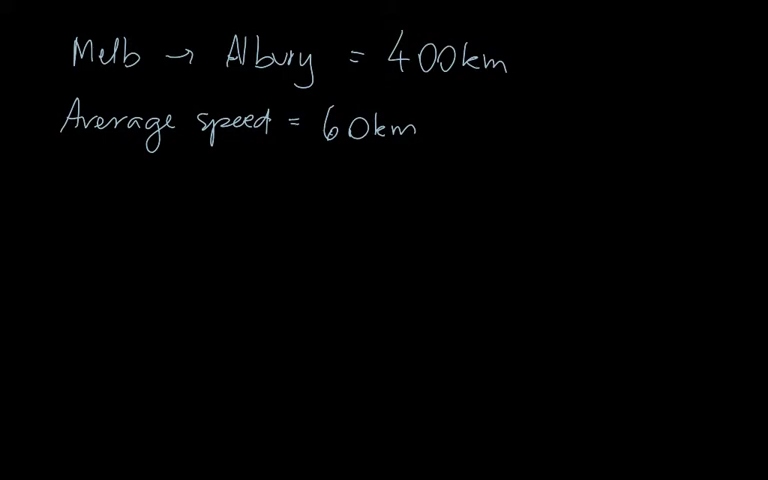 Melb → Albury = 400km
Average speed = 60km